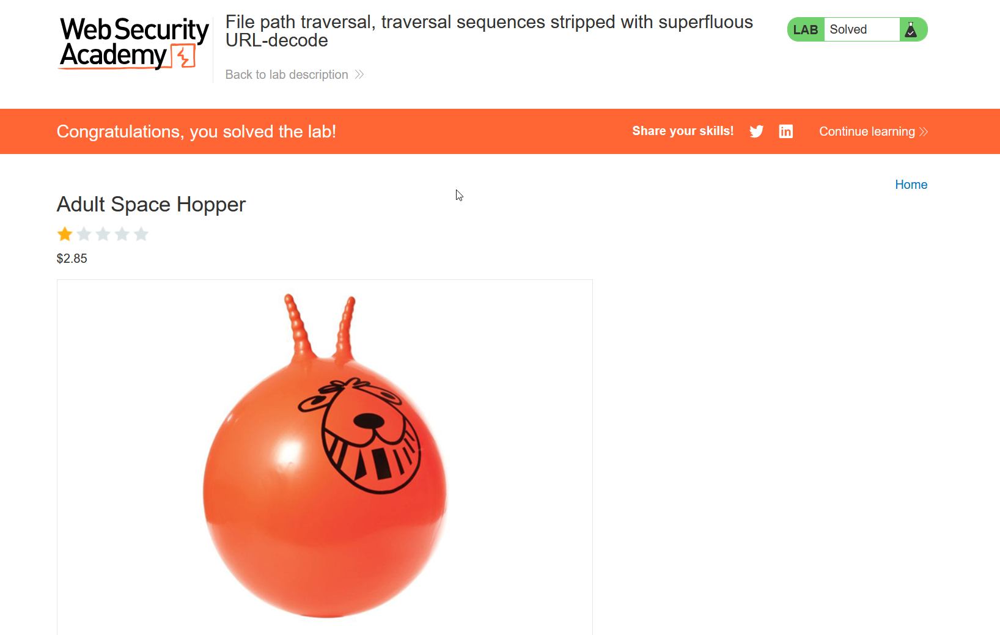 Web Security
Academy
File path traversal, traversal sequences stripped with superfluous
URL-decode
Back to lab description
LAB Solved
Congratulations, you solved the lab!
Share your skills!
Continue learning
Home
Adult Space Hopper
$2.85